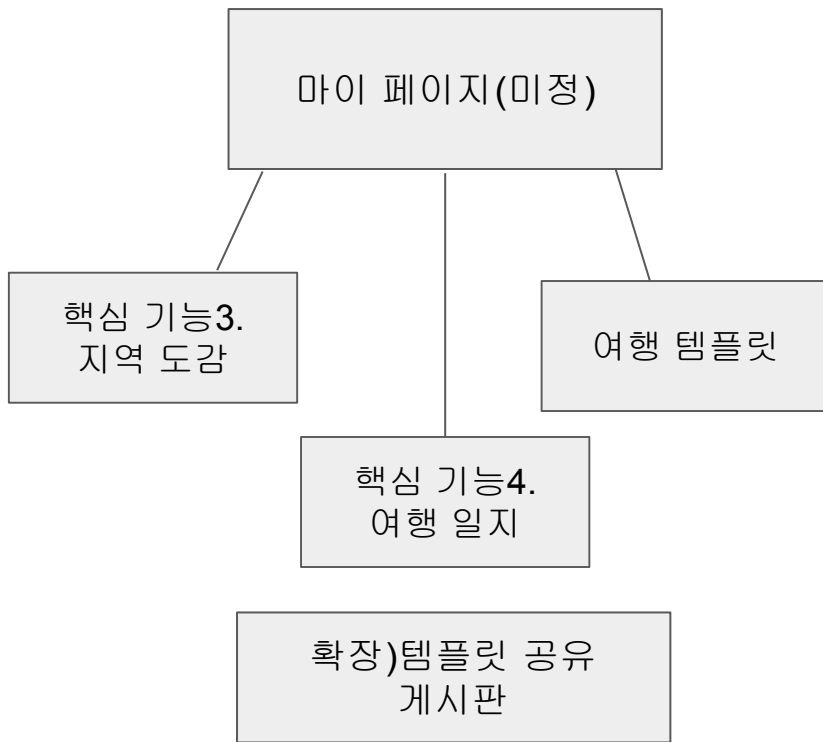 마이 페이지(미정)
핵심 기능3.
지역 도감
여행 템플릿
핵심 기능4.
여행 일지
확장)템플릿 공유
게시판